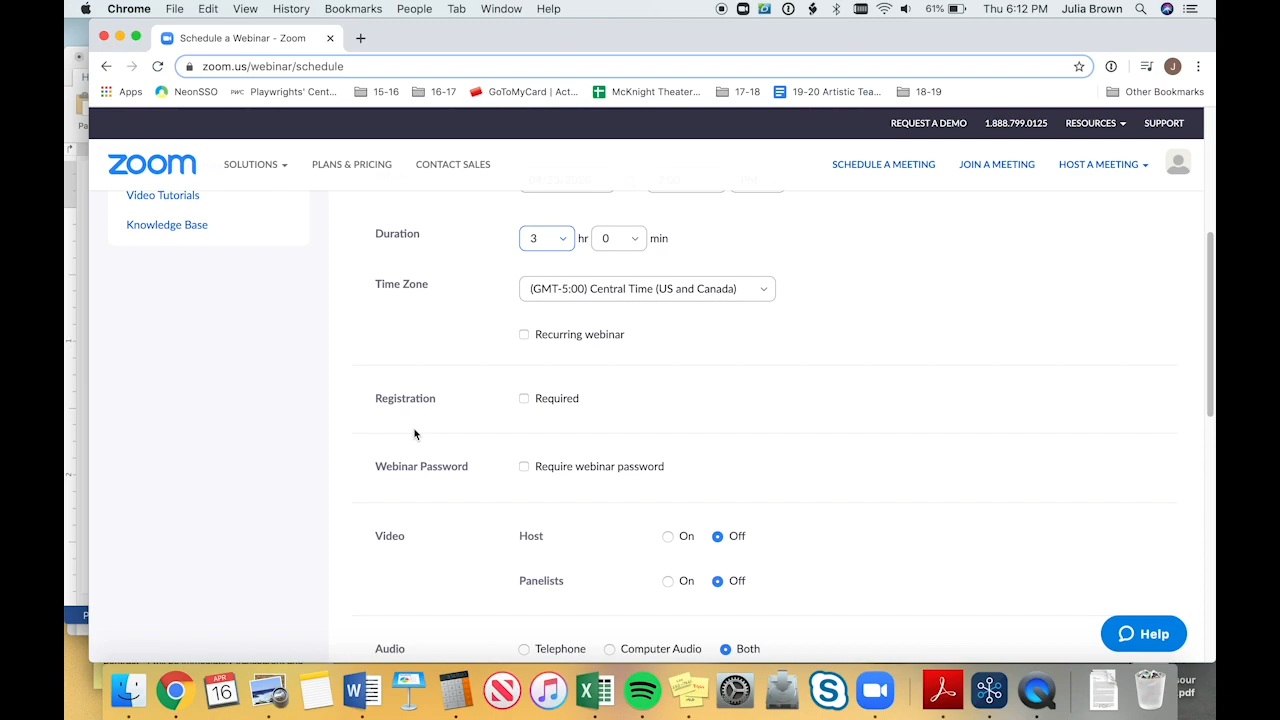 Chrome File Edit View History Bookmarks People Tab Window Help 61% Thu 6:12 PM Julia Brown
Schedule a Webinar - Zoom
zoom.us/webinar/schedule J
Apps NeonSSO PWC Playwrights' Cent... 15-16 16-17 GoToMyCard | Act... McKnight Theater... 17-18 19-20 Artistic Tea... 18-19 Other Bookmarks
REQUEST A DEMO 1.888.799.0125 RESOURCES SUPPORT
zoom SOLUTIONS PLANS & PRICING CONTACT SALES SCHEDULE A MEETING JOIN A MEETING HOST A MEETING
Video Tutorials
Knowledge Base
Duration 3 hr 0 min
Time Zone (GMT-5:00) Central Time (US and Canada)
Recurring webinar
Registration Required
Webinar Password Require webinar password
Video Host On Off
Panelists On Off
Help
Audio Telephone Computer Audio Both
APR
16
pdf